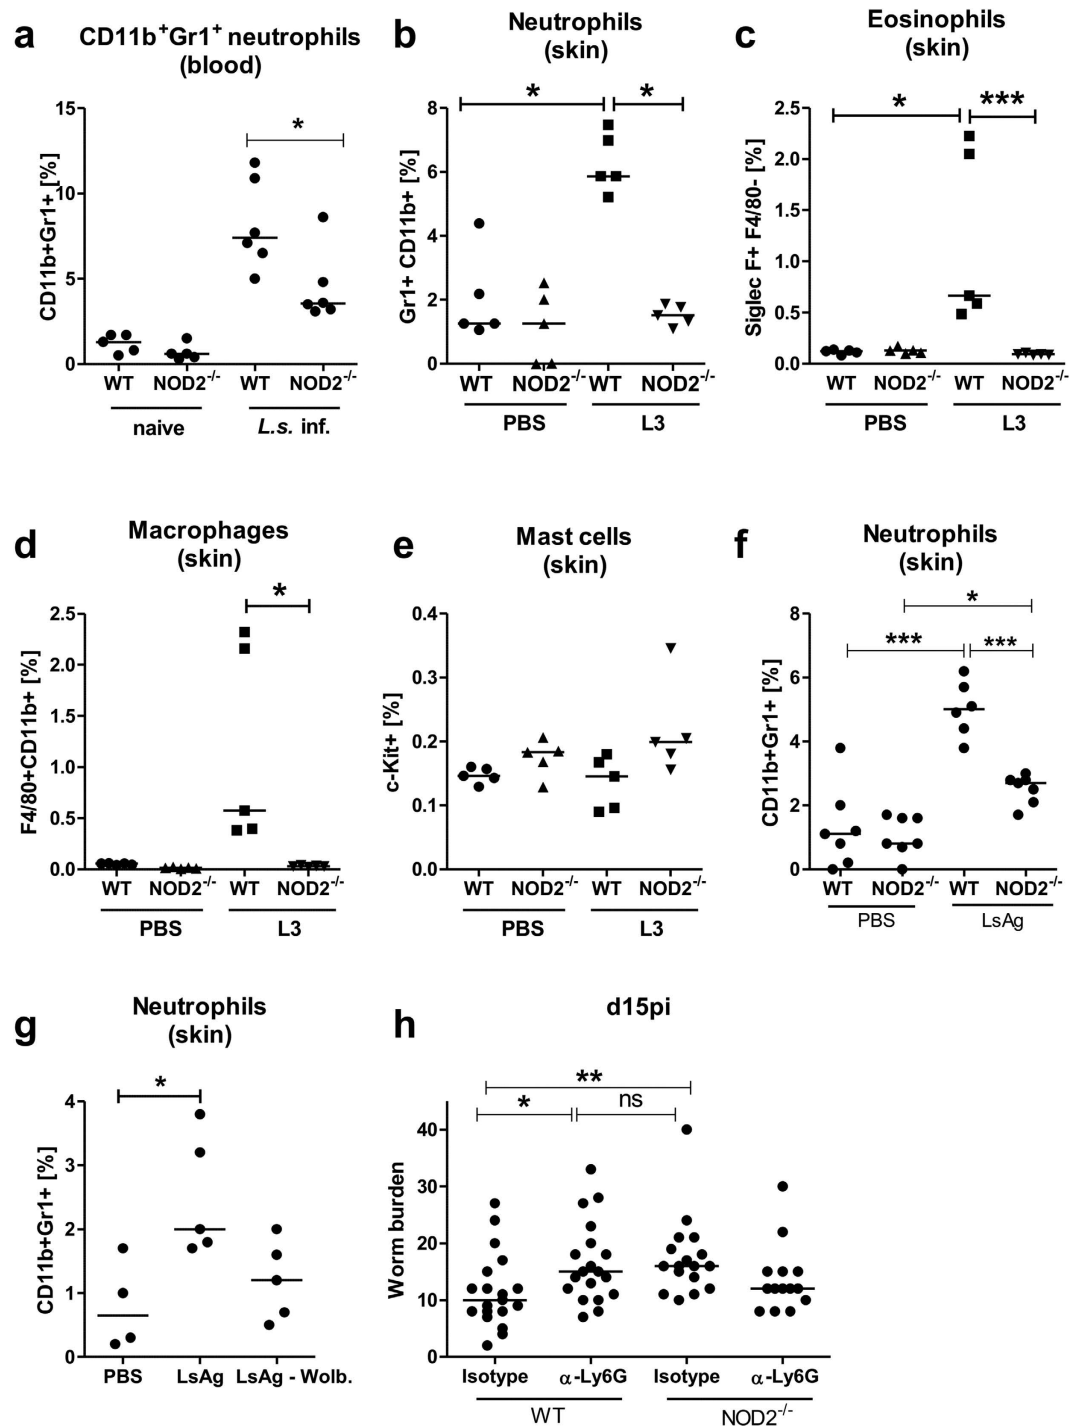 a
CD11b+Gr1+ neutrophils
(blood)
*
CD11b+Gr1+ [%]
15
10
5
0
WT NOD2-/- WT NOD2-/-
naive L.s. inf.
b
Neutrophils
(skin)
* *
Gr1+ CD11b+ [%]
8
6
4
2
0
WT NOD2-/- WT NOD2-/-
PBS L3
c
Eosinophils
(skin)
* ***
Siglec F+ F4/80- [%]
2.5
2.0
1.5
1.0
0.5
0.0
WT NOD2-/- WT NOD2-/-
PBS L3
d
Macrophages
(skin)
*
F4/80+CD11b+ [%]
2.5
2.0
1.5
1.0
0.5
0.0
WT NOD2-/- WT NOD2-/-
PBS L3
e
Mast cells
(skin)
c-Kit+ [%]
0.4
0.3
0.2
0.1
0.0
WT NOD2-/- WT NOD2-/-
PBS L3
f
Neutrophils
(skin)
*
*** ***
CD11b+Gr1+ [%]
8
6
4
2
0
WT NOD2-/- WT NOD2-/-
PBS LsAg
g
Neutrophils
(skin)
*
CD11b+Gr1+ [%]
4
3
2
1
0
PBS LsAg LsAg - Wolb.
h
d15pi
**
* ns
Worm burden
40
30
20
10
0
Isotype α-Ly6G Isotype α-Ly6G
WT NOD2-/-